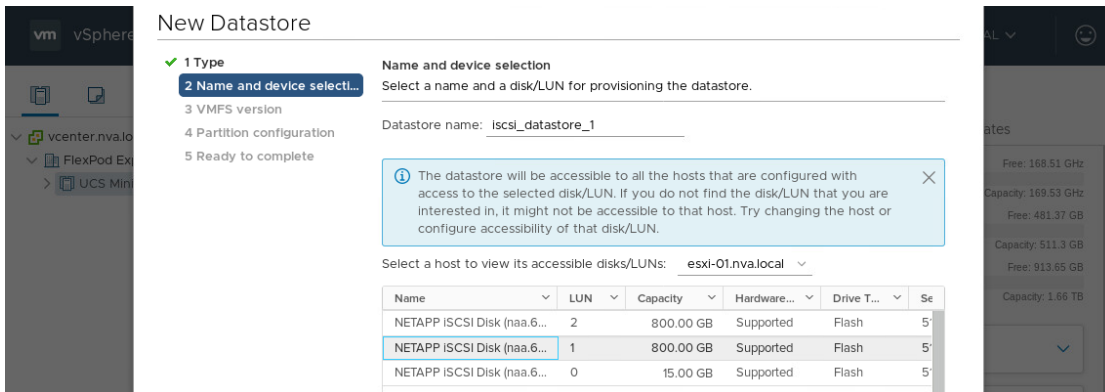 New Datastore
vm vSphere
AL
1 Type
2 Name and device selecti...
3 VMFS version
4 Partition configuration
5 Ready to complete
vcenter.nva.lo
FlexPod Exp
UCS Mini
Name and device selection
Select a name and a disk/LUN for provisioning the datastore.
Datastore name: iscsi_datastore_1
The datastore will be accessible to all the hosts that are configured with
access to the selected disk/LUN. If you do not find the disk/LUN that you are
interested in, it might not be accessible to that host. Try changing the host or
configure accessibility of that disk/LUN.
Select a host to view its accessible disks/LUNs: esxi-01.nva.local
Name LUN Capacity Hardware... Drive T... Se
NETAPP iSCSI Disk (naa.6... 2 800.00 GB Supported Flash 5
NETAPP iSCSI Disk (naa.6... 1 800.00 GB Supported Flash 5
NETAPP iSCSI Disk (naa.6... 0 15.00 GB Supported Flash 5
ates
Free: 168.51 GHz
Capacity: 169.53 GHz
Free: 481.37 GB
Capacity: 511.3 GB
Free: 913.65 GB
Capacity: 1.66 TB